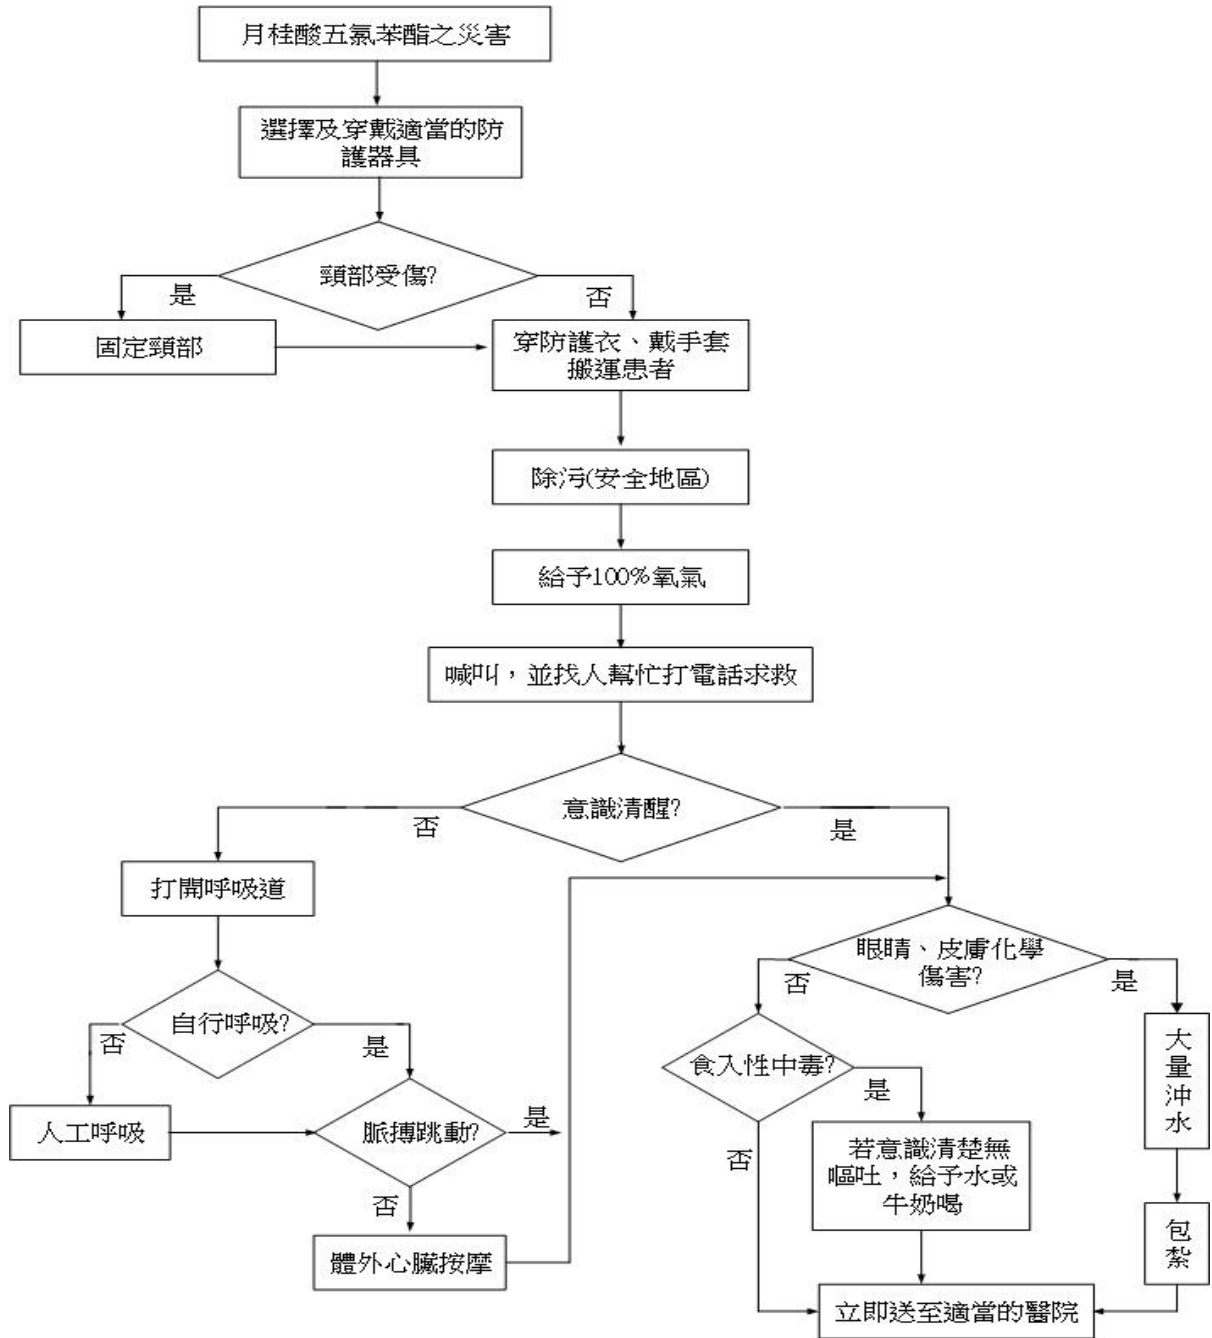 月桂酸五氯苯酯之災害
選擇及穿戴適當的防
護器具
頸部受傷?
是
否
固定頸部
穿防護衣、戴手套
搬運患者
除污(安全地區)
給予100%氧氣
喊叫，並找人幫忙打電話求救
意識清醒?
否
是
打開呼吸道
眼睛、皮膚化學
傷害?
否
是
自行呼吸?
否
是
食入性中毒?
是
否
大
量
沖
水
人工呼吸
脈搏跳動?
是
否
若意識清楚無
嘔吐，給予水或
牛奶喝
包
紮
體外心臟按摩
立即送至適當的醫院